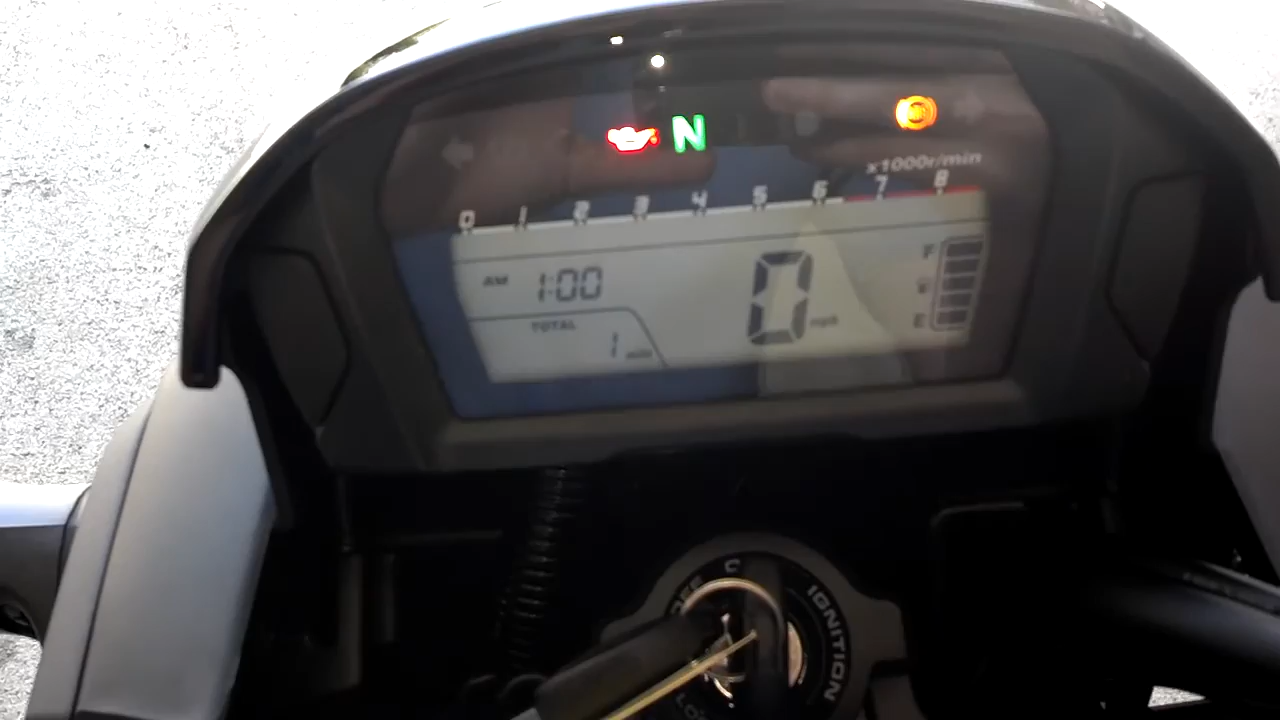 N
x1000r/min
0 1 2 3 4 5 6 7 8
AM 1:00
TOTAL
1 mile
0 mph
F
E
C
OFF
IGNITION